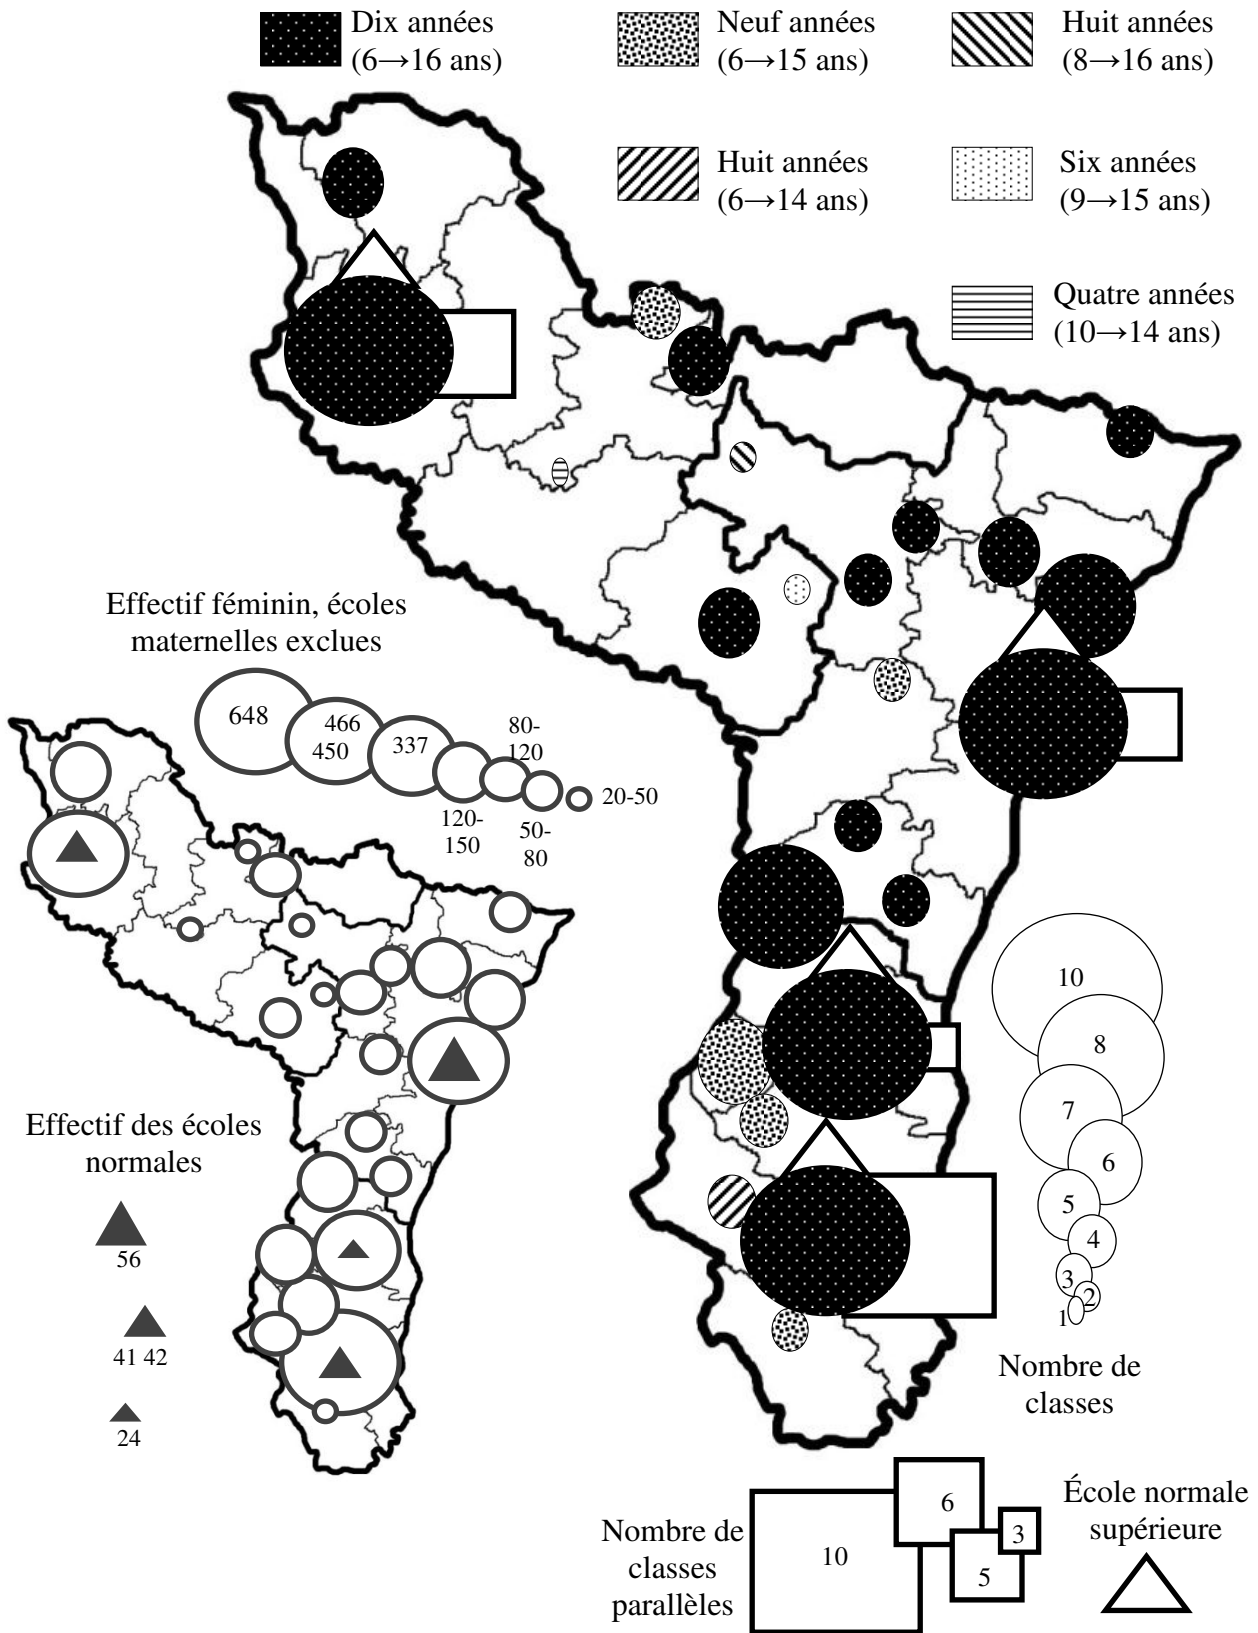 Dix années
(6→16 ans)
Neuf années
(6→15 ans)
Huit années
(8→16 ans)
Huit années
(6→14 ans)
Six années
(9→15 ans)
Quatre années
(10→14 ans)
Effectif féminin, écoles
maternelles exclues
648
466
450
337
80-
120
120-
150
50-
80
20-50
Effectif des écoles
normales
56
41 42
24
10
8
7
6
5
4
3
2
1
Nombre de
classes
Nombre de
classes
parallèles
10
6
5
3
École normale
supérieure